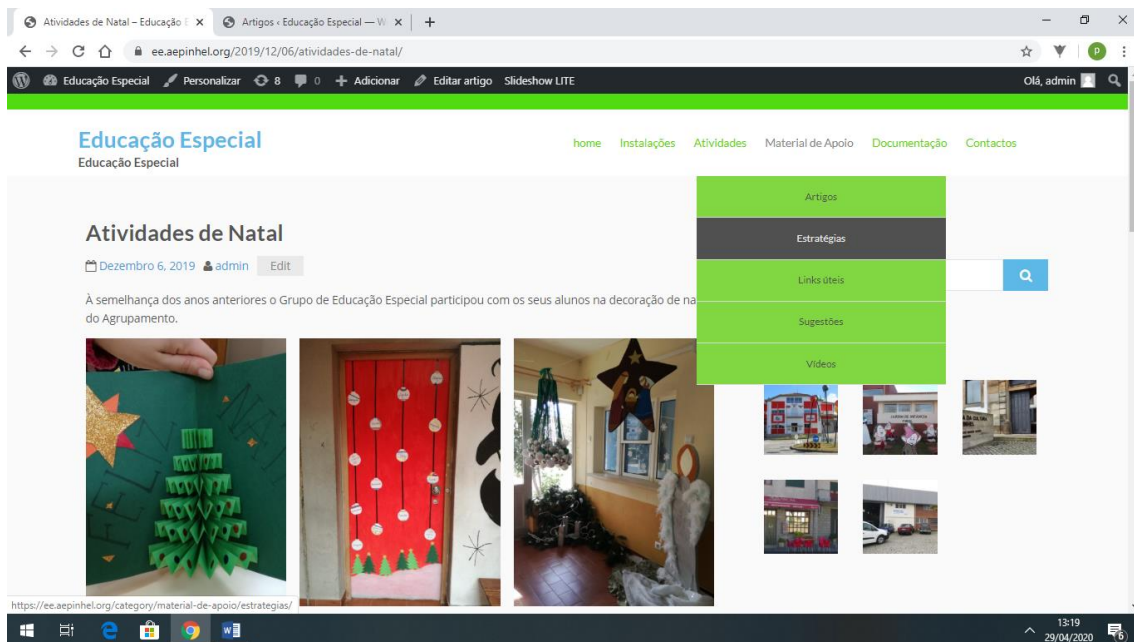 Atividades de Natal – Educação E
Artigos ‹ Educação Especial — W
ee.aepinhel.org/2019/12/06/atividades-de-natal/
P
Educação Especial Personalizar 8 0 Adicionar Editar artigo Slideshow LITE Olá, admin
Educação Especial
Educação Especial
home Instalações Atividades Material de Apoio Documentação Contactos
Artigos
Estratégias
Links úteis
Sugestões
Vídeos
Atividades de Natal
Dezembro 6, 2019 admin Edit
À semelhança dos anos anteriores o Grupo de Educação Especial participou com os seus alunos na decoração de na
do Agrupamento.
https://ee.aepinhel.org/category/material-de-apoio/estrategias/
13:19
29/04/2020
6